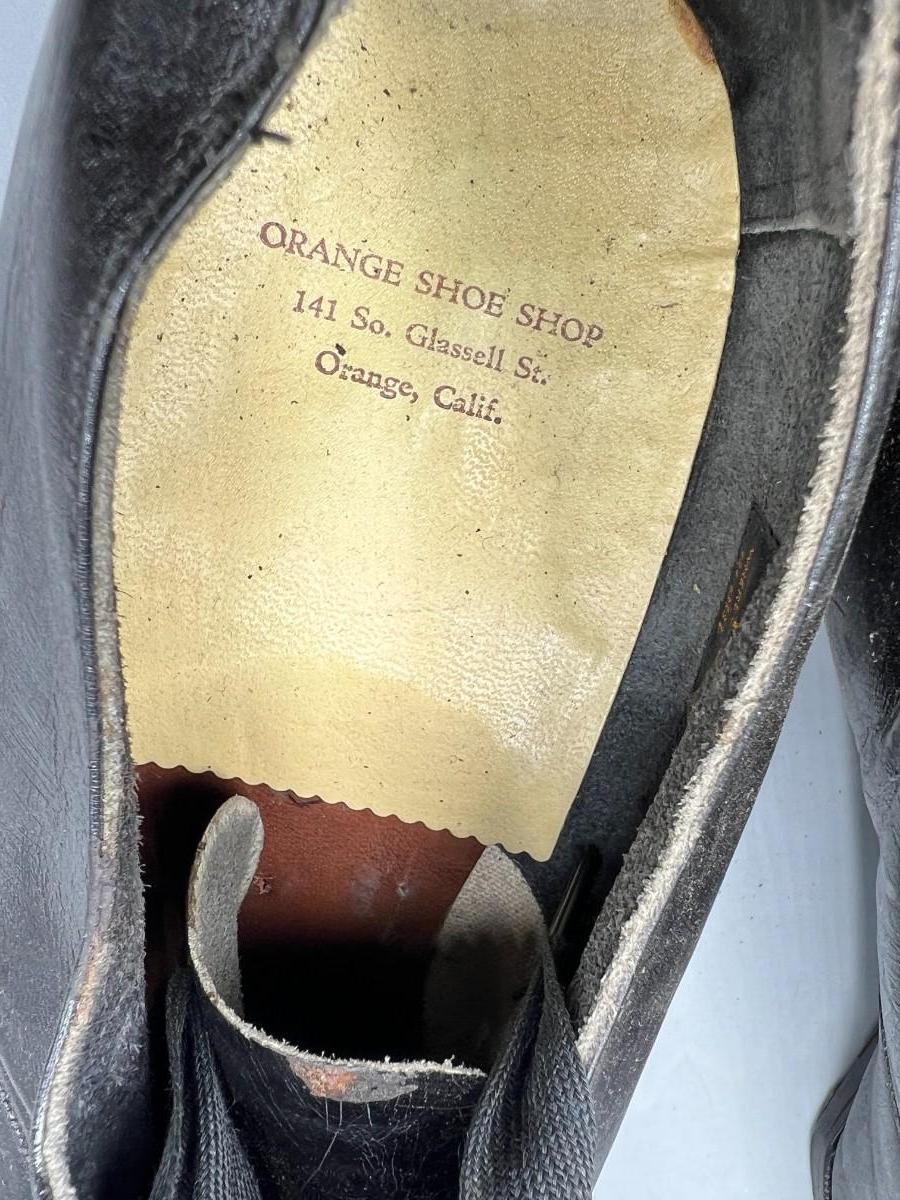 ORANGE SHOE SHOP
141 So. Glassell St.
Orange, Calif.